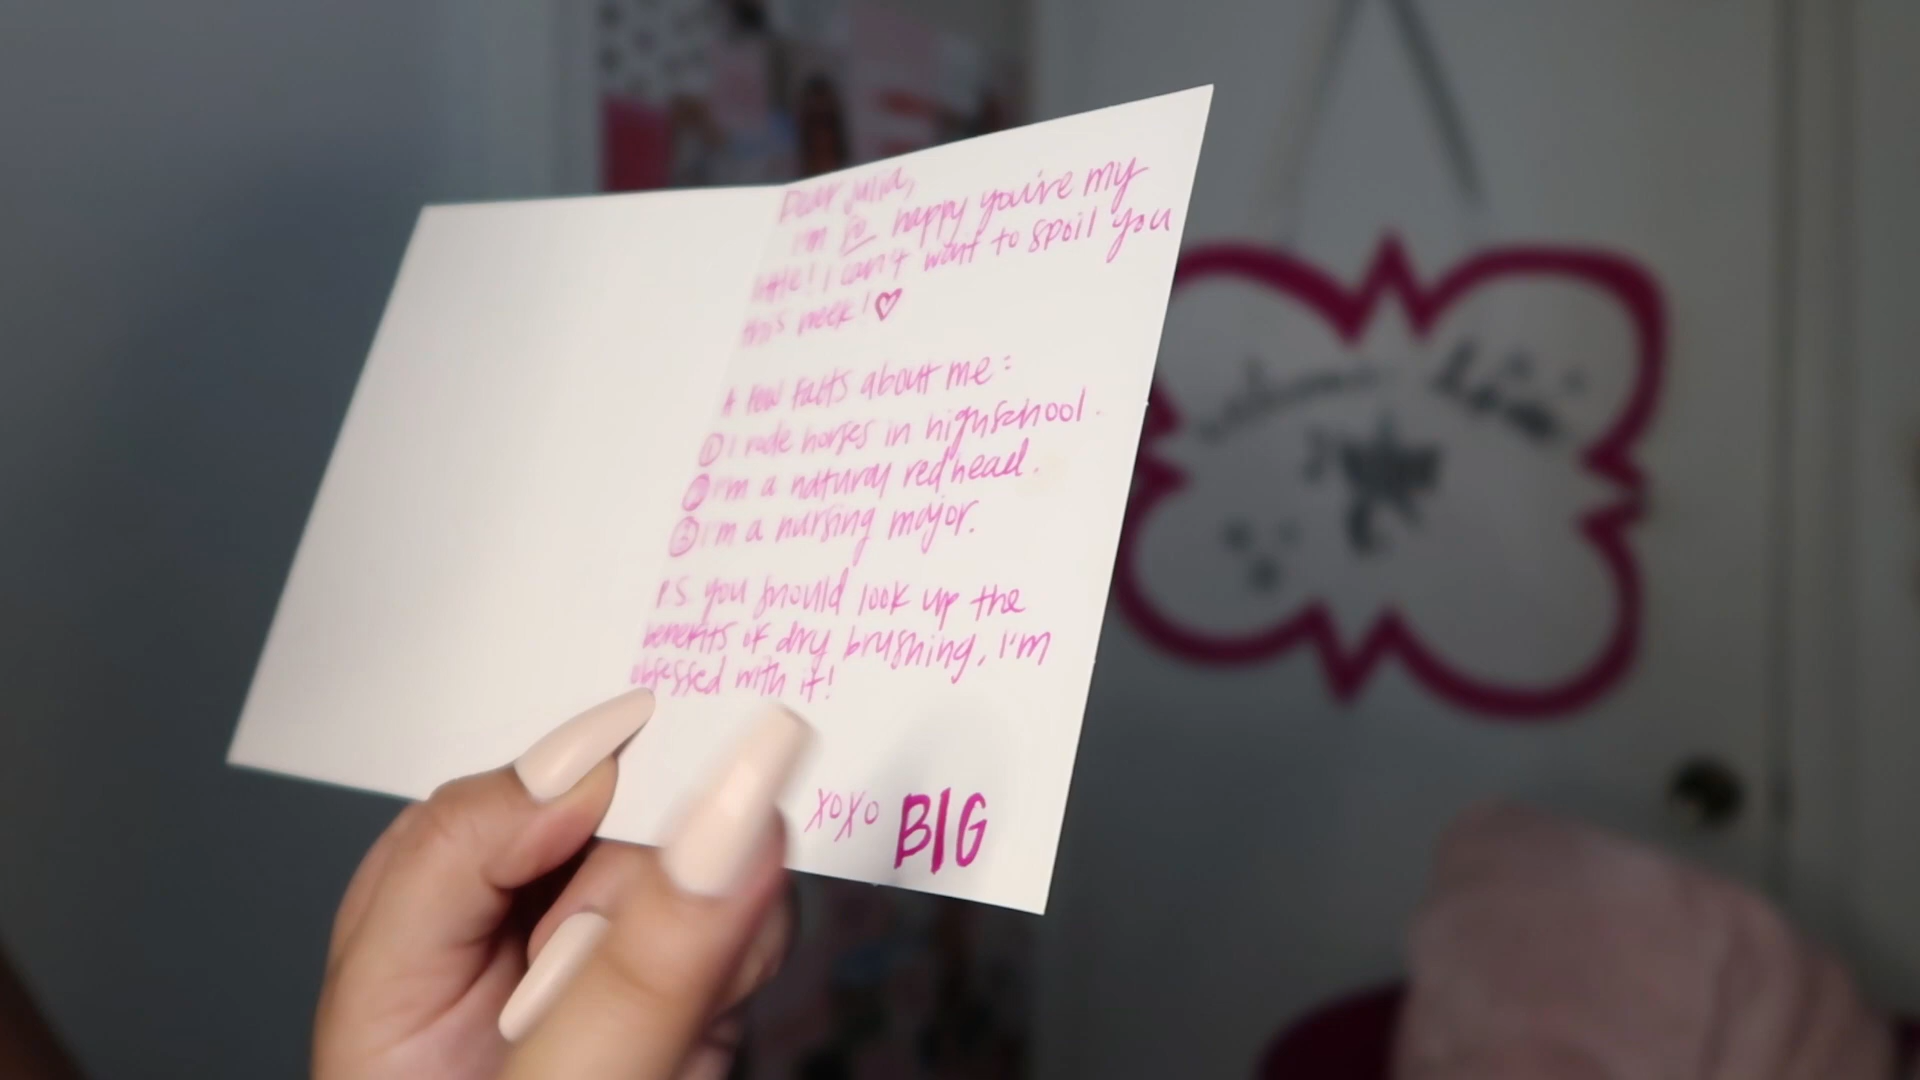 Dear Julia,
I'm so happy you're my
little! I can't wait to spoil you
this week! ♡
A few facts about me:
① I rode horses in highschool.
② I'm a natural redhead.
③ I'm a nursing major.
P.S. you should look up the
benefits of dry brushing, I'm
obsessed with it!
XOXO BIG